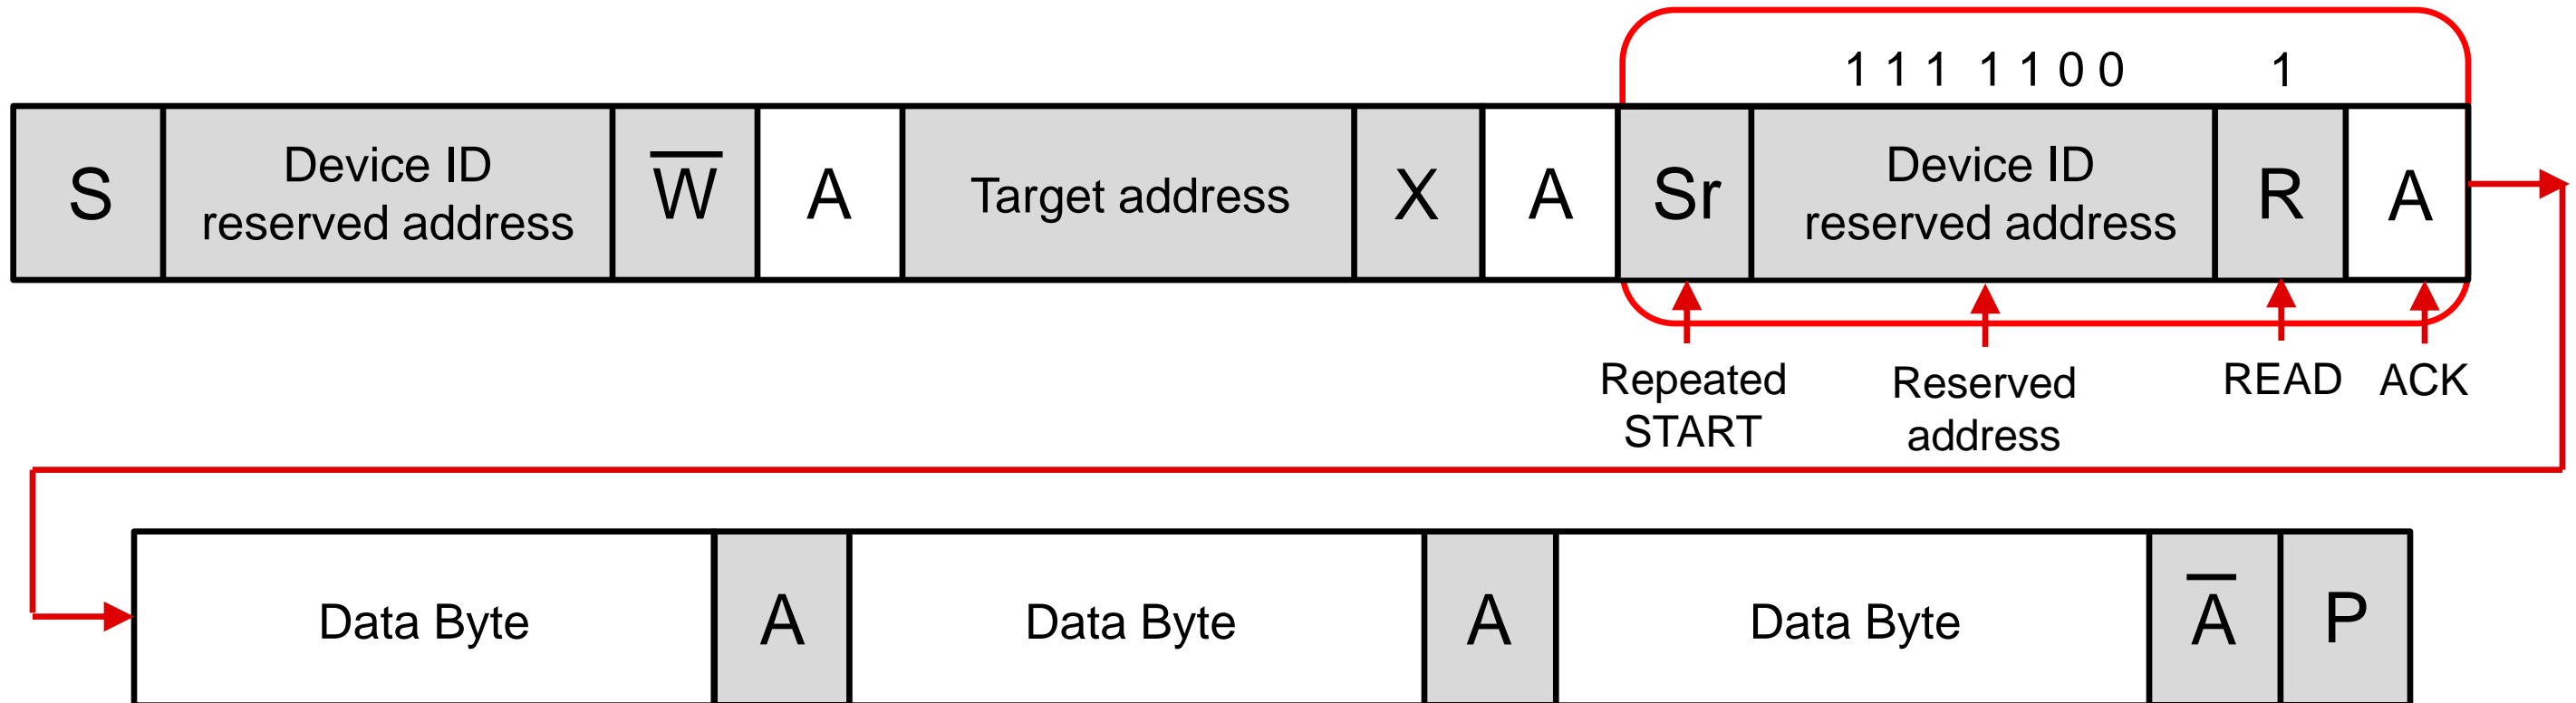 1 1 1 1 1 0 0 1
S Device ID reserved address W̅ A Target address X A Sr Device ID reserved address R A
Repeated START Reserved address READ ACK
Data Byte A Data Byte A Data Byte A̅ P